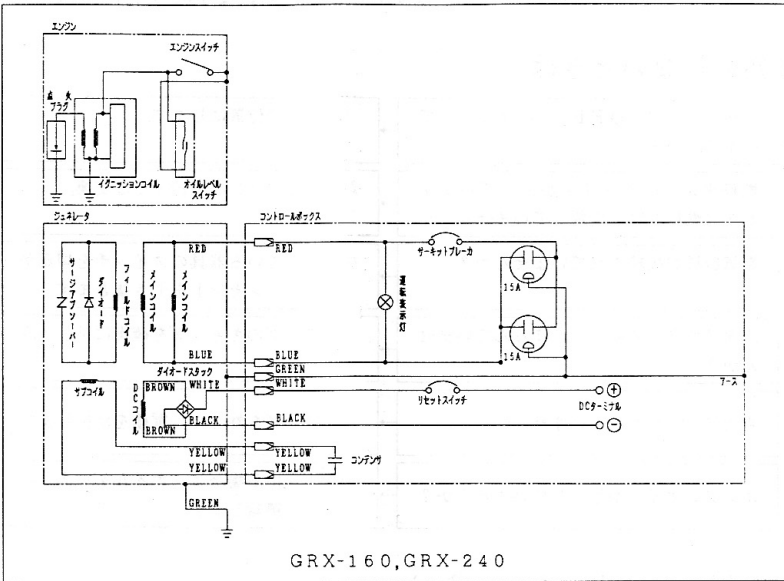 エンジン
エンジンスイッチ
点火
プラグ
イグニッションコイル
オイルレベル
スイッチ
ジェネレータ
コントロールボックス
RED
RED
サーキットブレーカ
15A
15A
サージアブソーバー
ダイオード
フィールドコイル
メインコイル
メインコイル
運転表示灯
BLUE
BLUE
GREEN
ダイオードスタック
WHITE
WHITE
アース
サブコイル
DCコイル
BROWN
リセットスイッチ
DCターミナル
⊕
BLACK
BLACK
⊖
BROWN
YELLOW
YELLOW
コンデンサ
YELLOW
YELLOW
GREEN
GRX-160,GRX-240